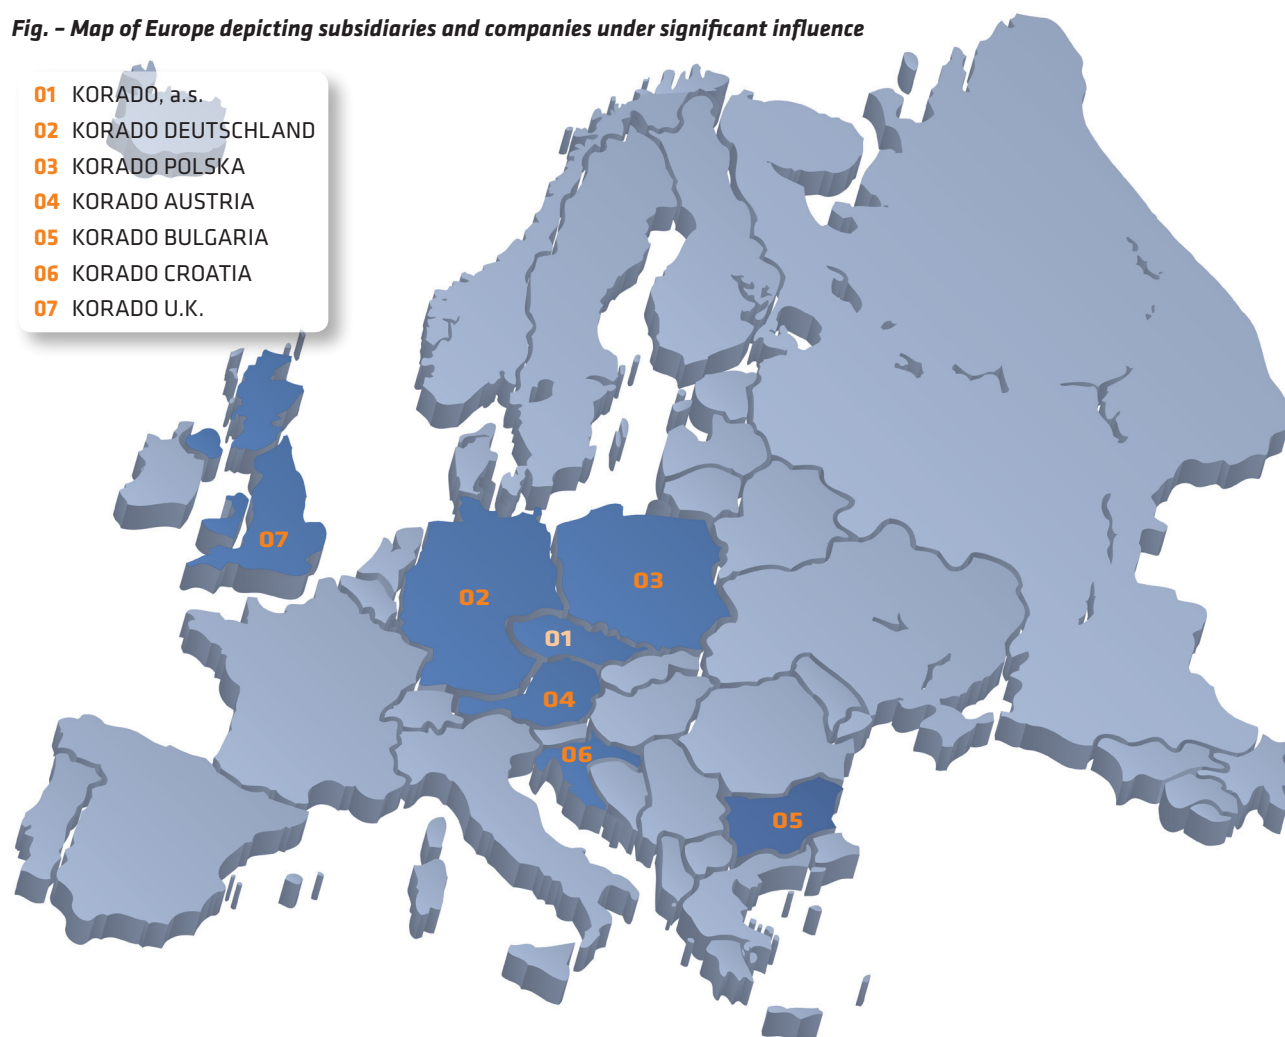 Fig. – Map of Europe depicting subsidiaries and companies under significant influence
01 KORADO, a.s.
02 KORADO DEUTSCHLAND
03 KORADO POLSKA
04 KORADO AUSTRIA
05 KORADO BULGARIA
06 KORADO CROATIA
07 KORADO U.K.
07
03
02
01
04
06
05